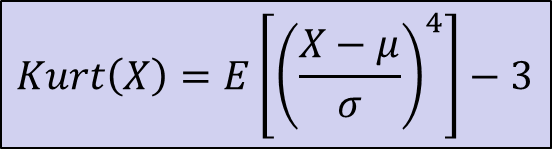 Kurt(X) = E[((X − μ)/σ)^4] − 3